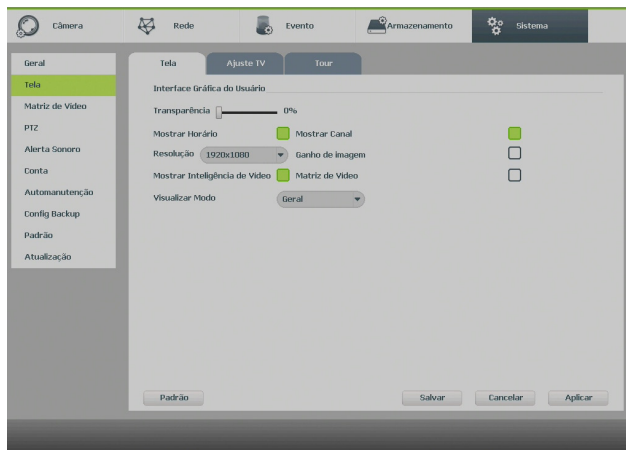 Câmera Rede Evento Armazenamento Sistema
Geral
Tela
Matriz de Vídeo
PTZ
Alerta Sonoro
Conta
Automanutenção
Config Backup
Padrão
Atualização
Tela Ajuste TV Tour
Interface Gráfica do Usuário
Transparência 0%
Mostrar Horário Mostrar Canal
Resolução 1920x1080 Ganho de imagem
Mostrar Inteligência de Vídeo Matriz de Vídeo
Visualizar Modo Geral
Padrão Salvar Cancelar Aplicar